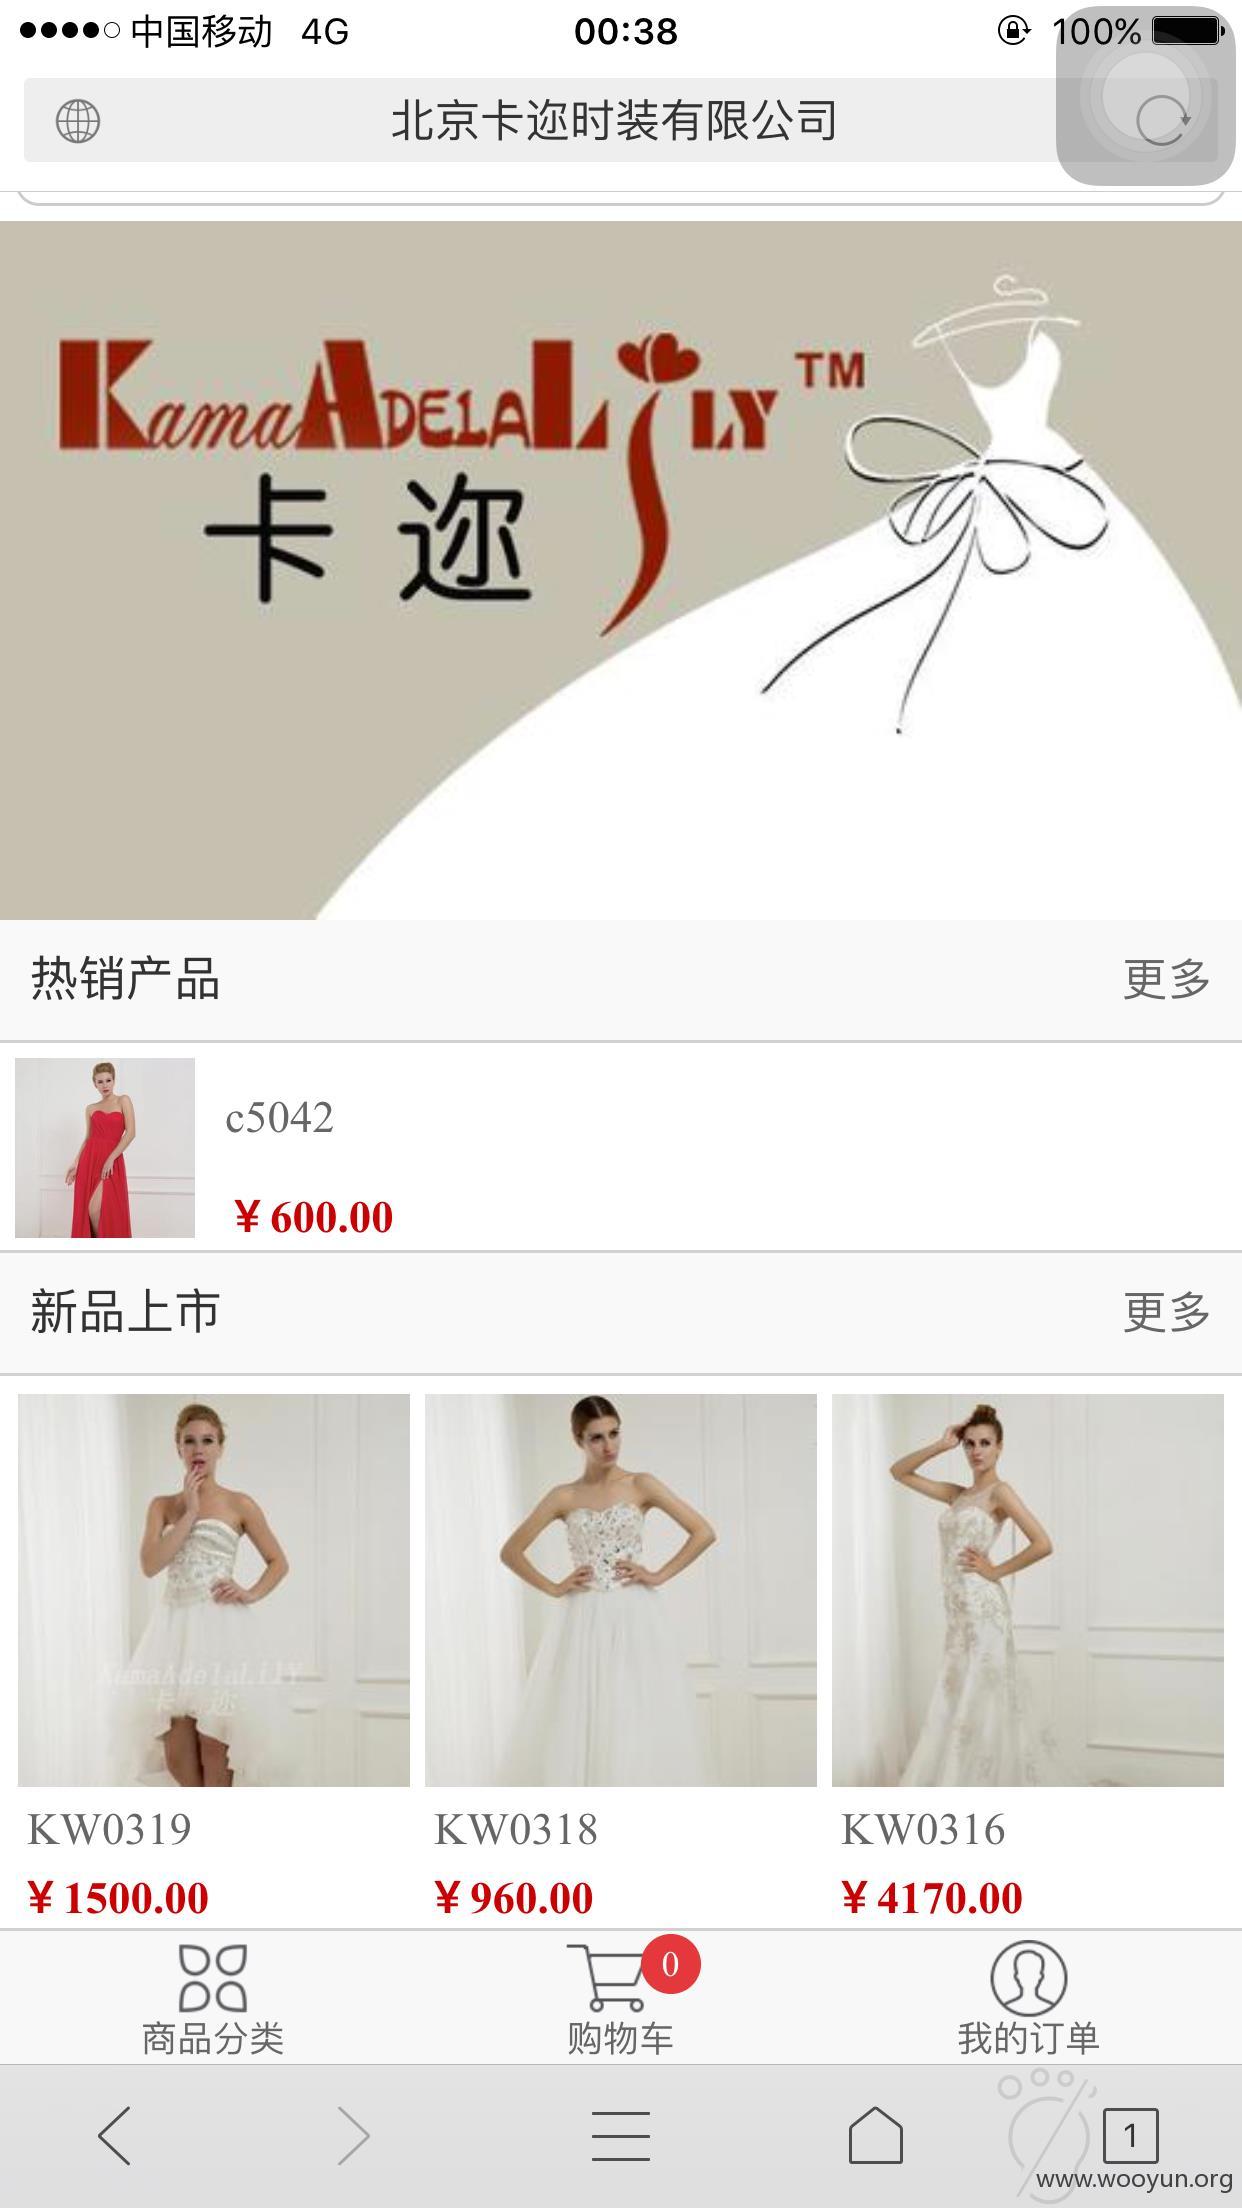 中国移动 4G 00:38 100%
北京卡迩时装有限公司
KamaAdelaLily TM
卡迩
热销产品 更多
c5042
￥600.00
新品上市 更多
KamaAdelaLilY
卡迩
KW0319 KW0318 KW0316
￥1500.00 ￥960.00 ￥4170.00
0
商品分类 购物车 我的订单
1
www.wooyun.org